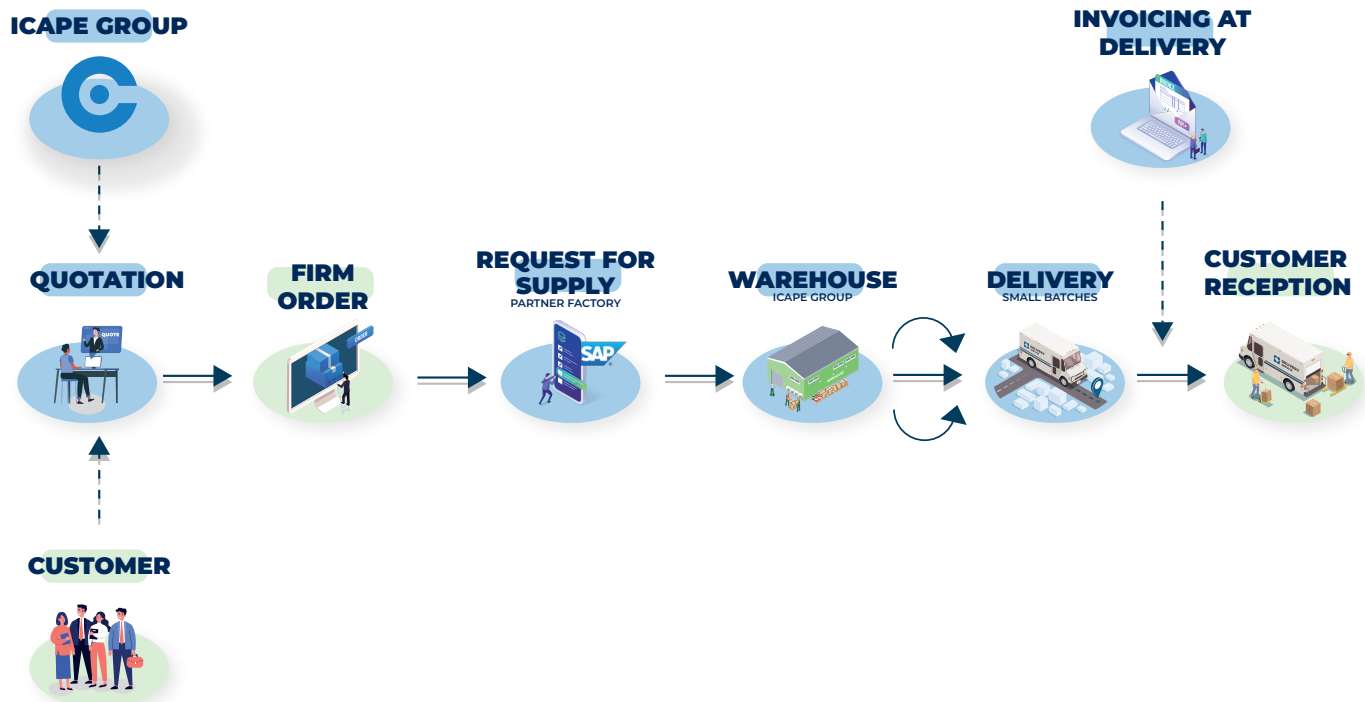 ICAPE GROUP
INVOICING AT
DELIVERY
QUOTATION
FIRM
ORDER
REQUEST FOR
SUPPLY
PARTNER FACTORY
WAREHOUSE
ICAPE GROUP
DELIVERY
SMALL BATCHES
CUSTOMER
RECEPTION
QUOTE
ORDER
SAP
CUSTOMER